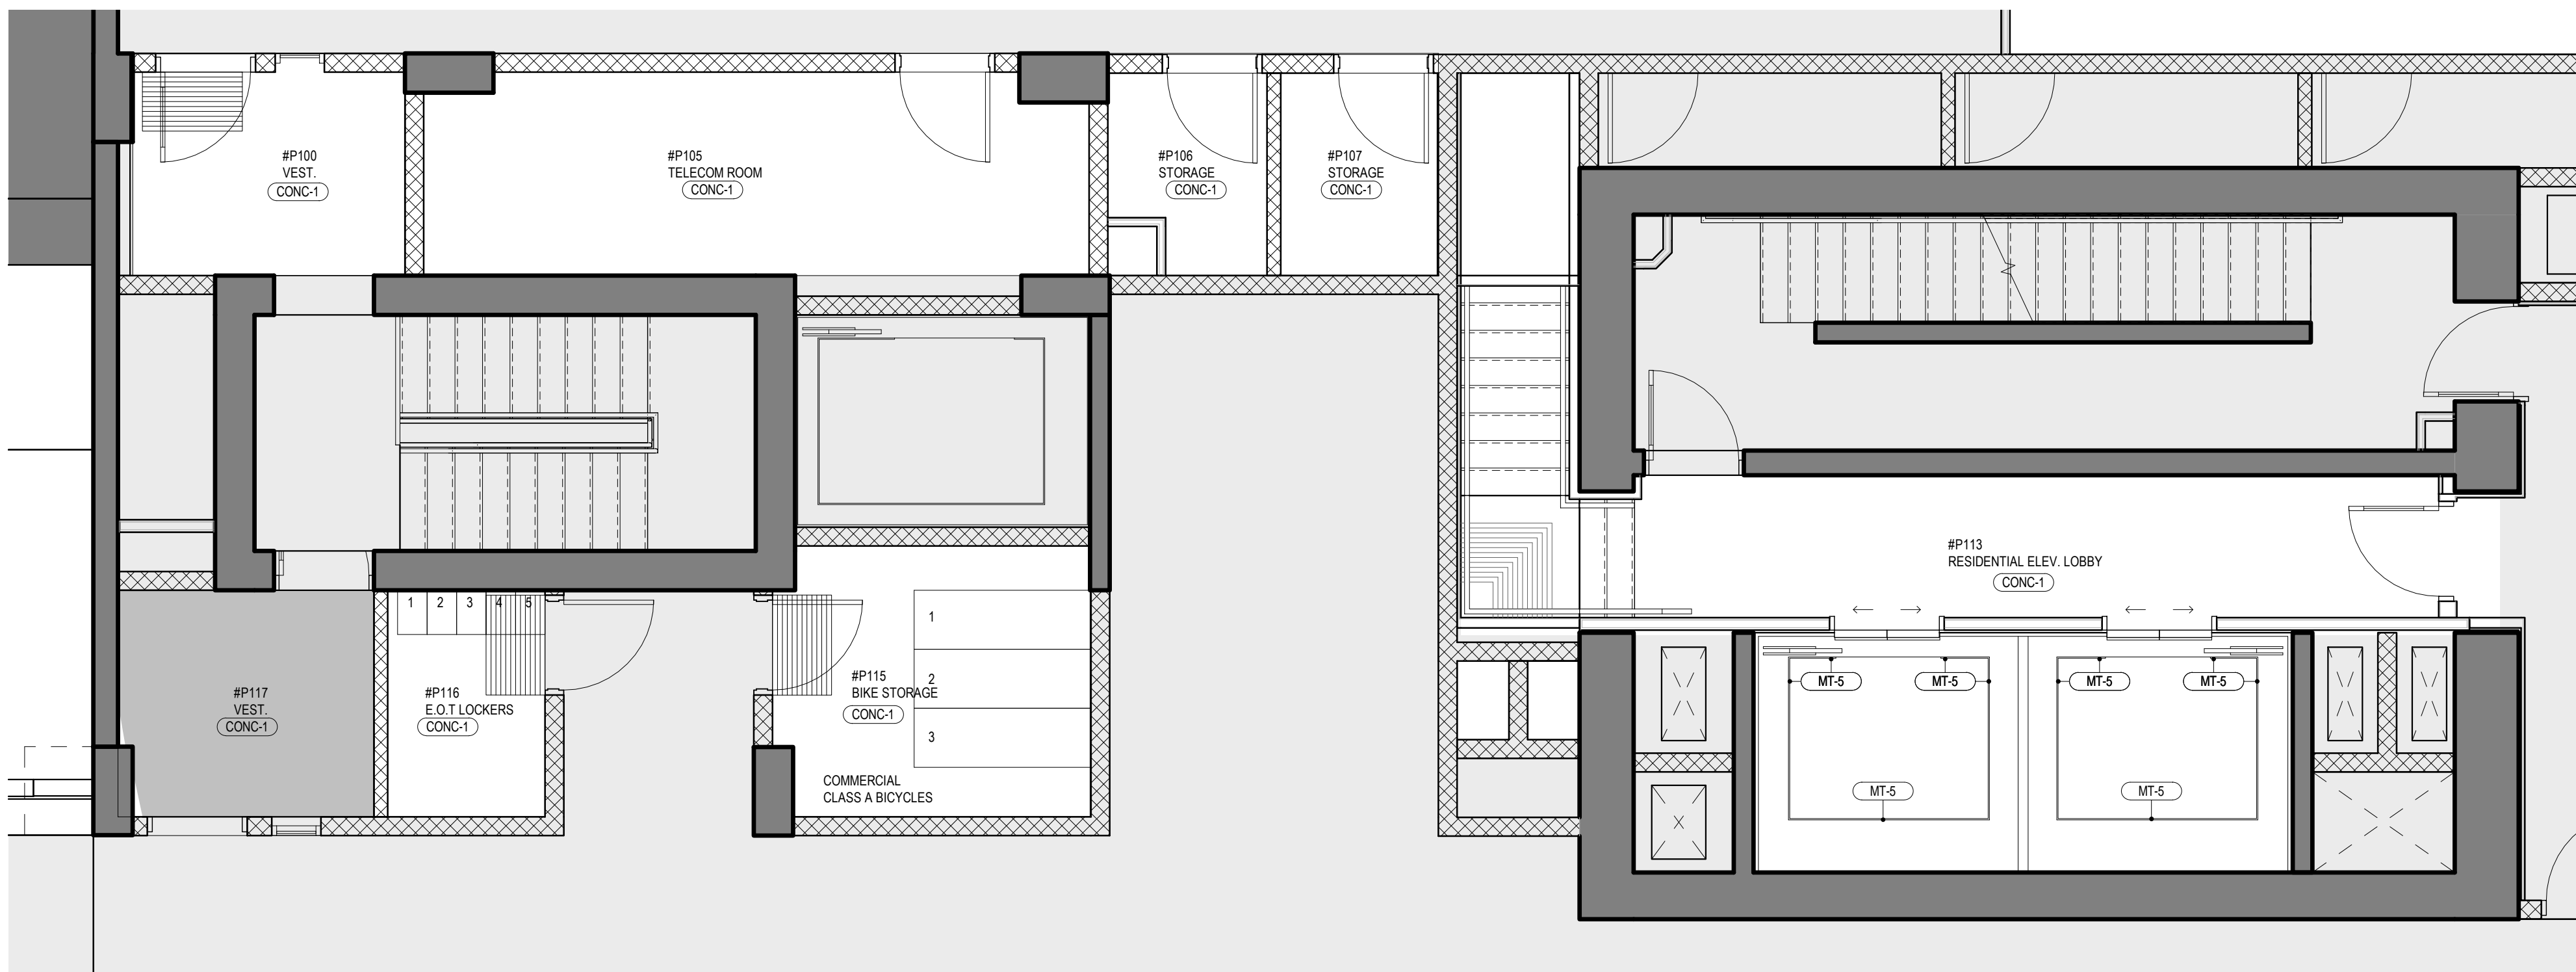 #P100
VEST.
CONC-1
#P105
TELECOM ROOM
CONC-1
#P106
STORAGE
CONC-1
#P107
STORAGE
CONC-1
#P113
RESIDENTIAL ELEV. LOBBY
CONC-1
1 2 3 4 5
#P117
VEST.
CONC-1
#P116
E.O.T LOCKERS
CONC-1
1
#P115
BIKE STORAGE
CONC-1
2
3
COMMERCIAL
CLASS A BICYCLES
MT-5 MT-5 MT-5 MT-5
MT-5 MT-5